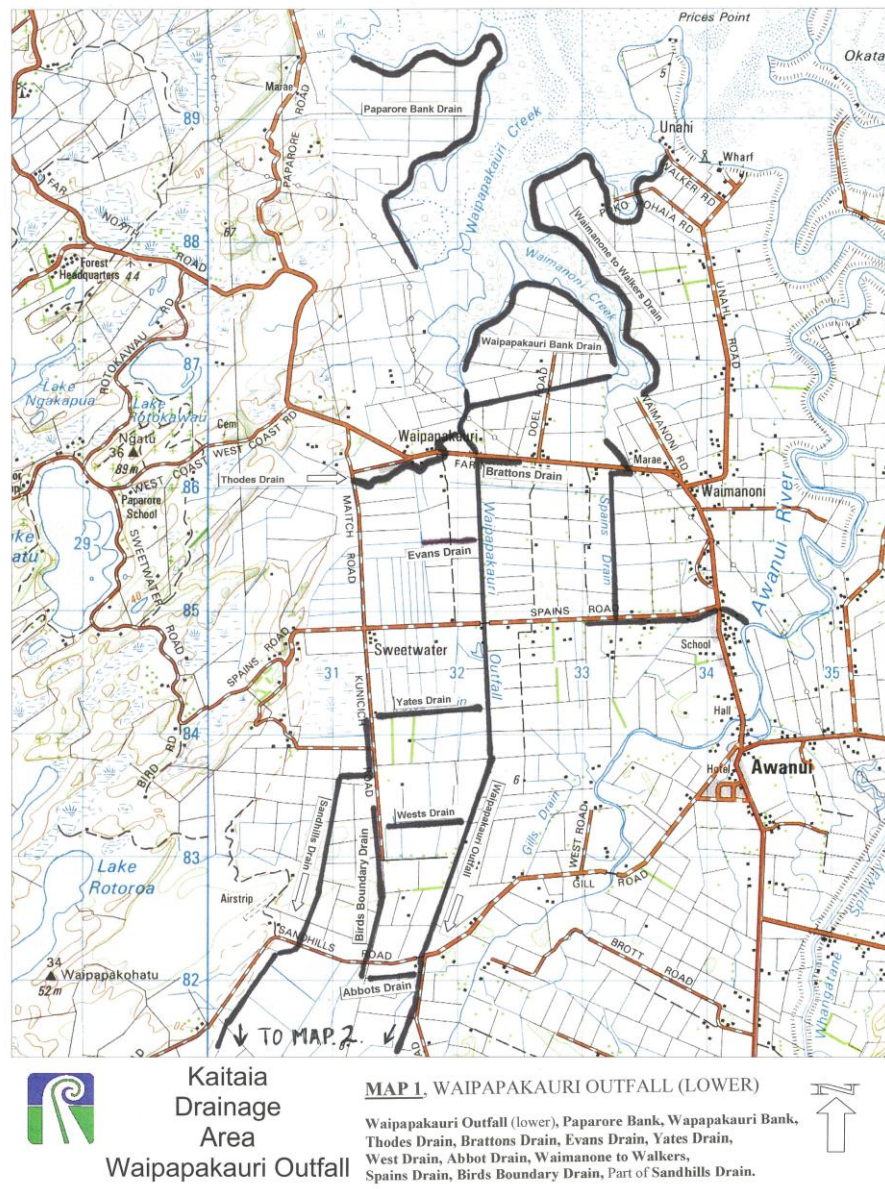 Prices Point
Okata
5
Marae
PAPARORE ROAD
Paparore Bank Drain
Waipapakauri Creek
Unahi
Wharf
WALKER RD
89
FAR NORTH ROAD
67
88
Forest
Headquarters
44
Waimanoni Creek
Waimanone to Walkers Drain
UNAHI ROAD
ROTOKAWAU RD
87
Waipapakauri Bank Drain
Lake
Ngakapua
Lake
Rotokawau
DOEL ROAD
WAIMANONI RD
Ngatu
36
89 m
WEST COAST
WEST COAST RD
Cem
Waipapakauri
FAR
Brattons Drain
Marae
Thodes Drain
86
Waimanoni
Paparore
School
MAITCH ROAD
29
SWEETWATER ROAD
40
Evans Drain
Waipapakauri Outfall
Spains Drain
Awanui River
85
SPAINS ROAD
SPAINS ROAD
Sweetwater
School
31
32
33
34
35
Yates Drain
Hall
84
BIRD RD
Hotel
Awanui
6
Sandhills Drain
Wests Drain
Waipapakauri Outfall
Gills Drain
WEST ROAD
Birds Boundary Drain
83
GILL ROAD
Lake
Rotoroa
Airstrip
SANDHILLS ROAD
BROTT ROAD
Whangatane Spillway
34
Waipapakohatu
52 m
82
Abbots Drain
TO MAP.2.
Kaitaia
Drainage
Area
Waipapakauri Outfall
MAP 1, WAIPAPAKAURI OUTFALL (LOWER)
N
Waipapakauri Outfall (lower), Paparore Bank, Wapapakauri Bank,
Thodes Drain, Brattons Drain, Evans Drain, Yates Drain,
West Drain, Abbot Drain, Waimanone to Walkers,
Spains Drain, Birds Boundary Drain, Part of Sandhills Drain.